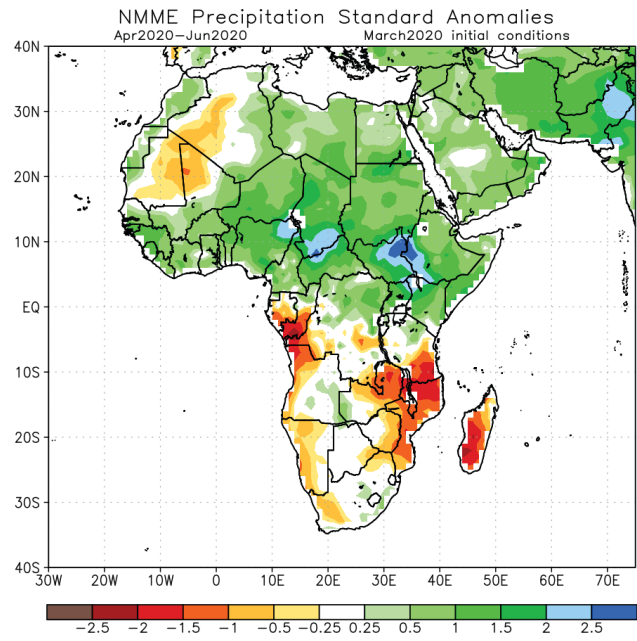 NMME Precipitation Standard Anomalies
Apr2020–Jun2020 March2020 initial conditions
40N
30N
20N
10N
EQ
10S
20S
30S
40S
30W 20W 10W 0 10E 20E 30E 40E 50E 60E 70E
-2.5 -2 -1.5 -1 -0.5 -0.25 0.25 0.5 1 1.5 2 2.5